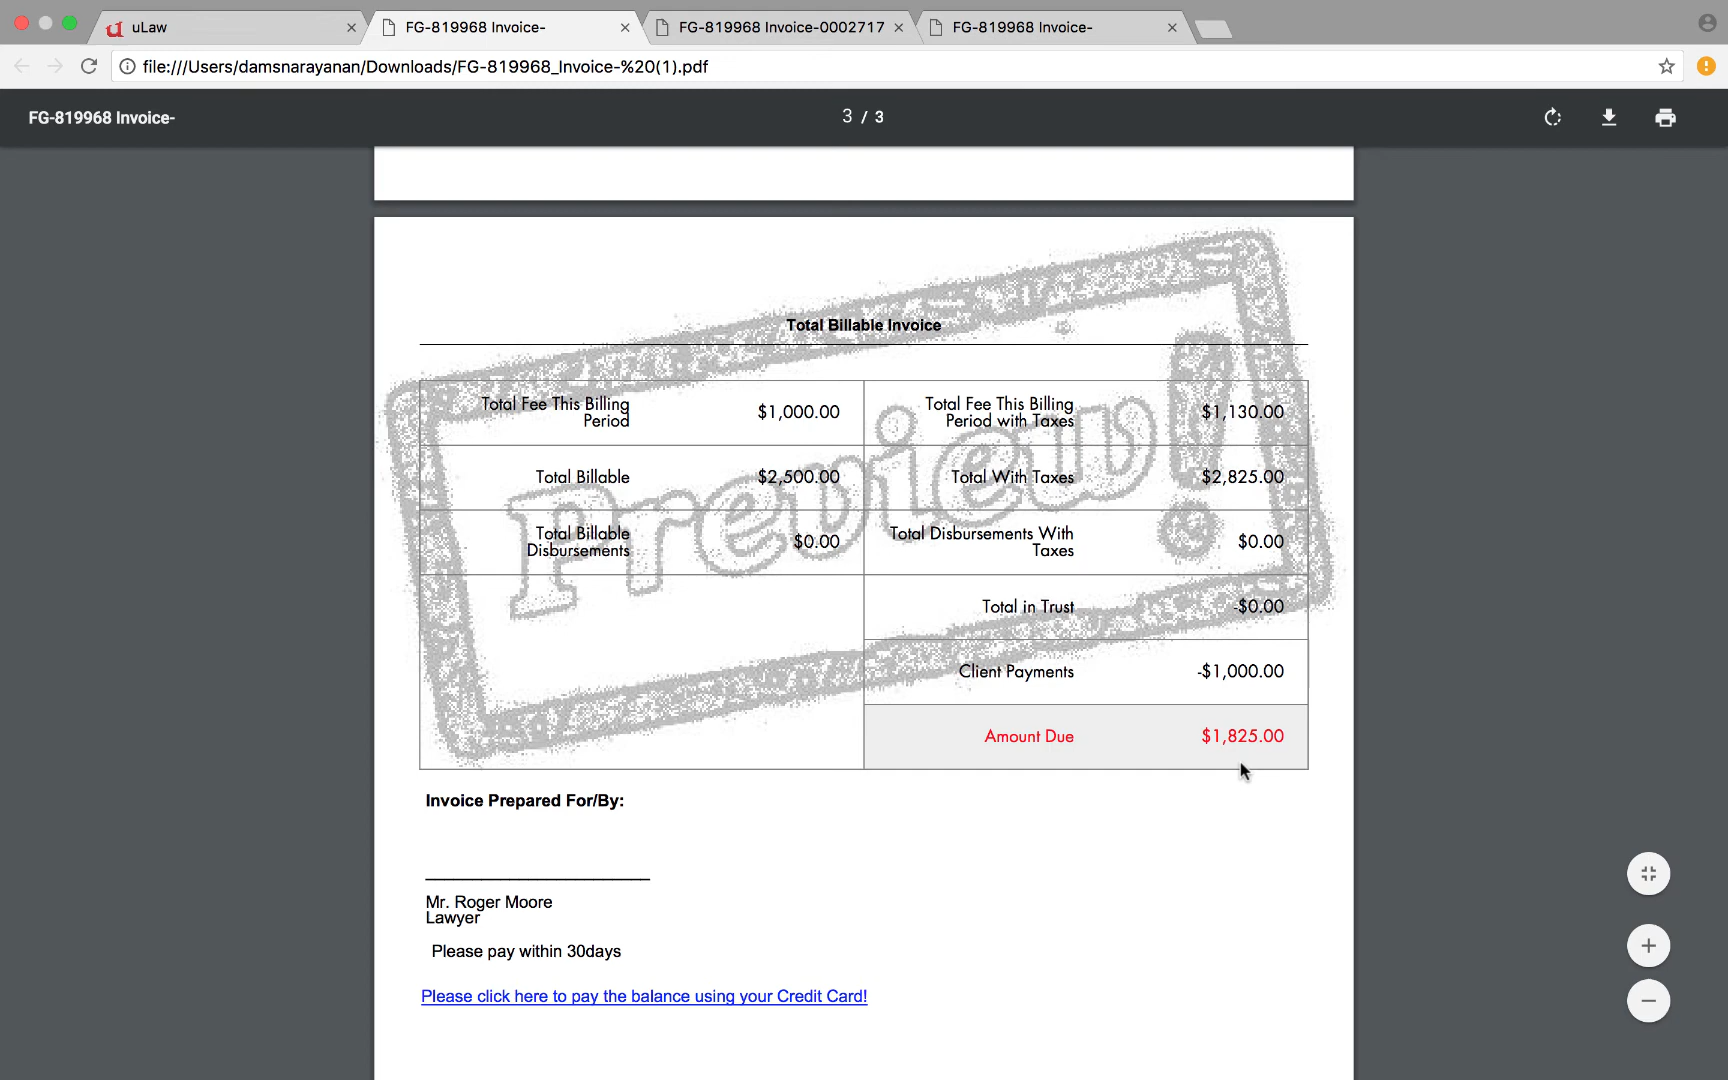 uLaw
FG-819968 Invoice-
FG-819968 Invoice-0002717
FG-819968 Invoice-
file:///Users/damsnarayanan/Downloads/FG-819968_Invoice-%20(1).pdf
FG-819968 Invoice-
3 / 3
Total Billable Invoice
Total Fee This Billing
Period
$1,000.00
Total Fee This Billing
Period with Taxes
$1,130.00
Total Billable
$2,500.00
Total With Taxes
$2,825.00
Total Billable
Disbursements
$0.00
Total Disbursements With
Taxes
$0.00
Total in Trust
-$0.00
Client Payments
-$1,000.00
Amount Due
$1,825.00
Preview!
Invoice Prepared For/By:
Mr. Roger Moore
Lawyer
Please pay within 30days
Please click here to pay the balance using your Credit Card!